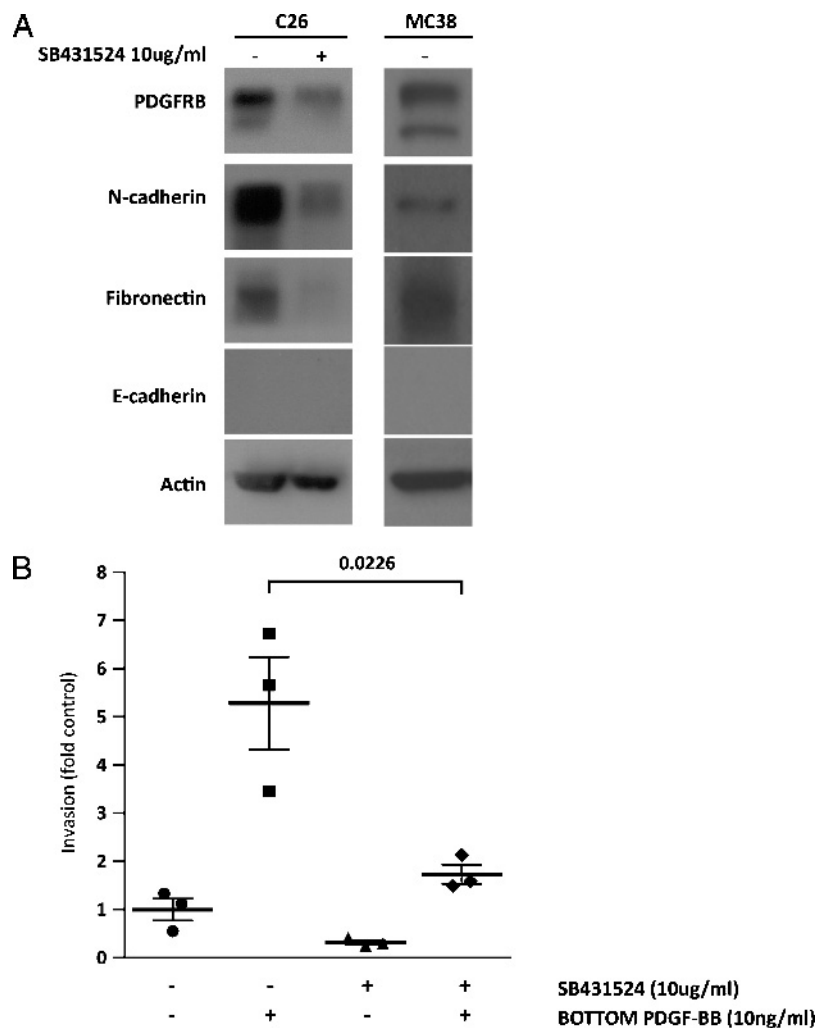 A
C26 MC38
SB431524 10ug/ml - + -
PDGFRB
N-cadherin
Fibronectin
E-cadherin
Actin
B
0.0226
8
7
6
5
4
3
2
1
0
Invasion (fold control)
- - + + SB431524 (10ug/ml)
- + - + BOTTOM PDGF-BB (10ng/ml)